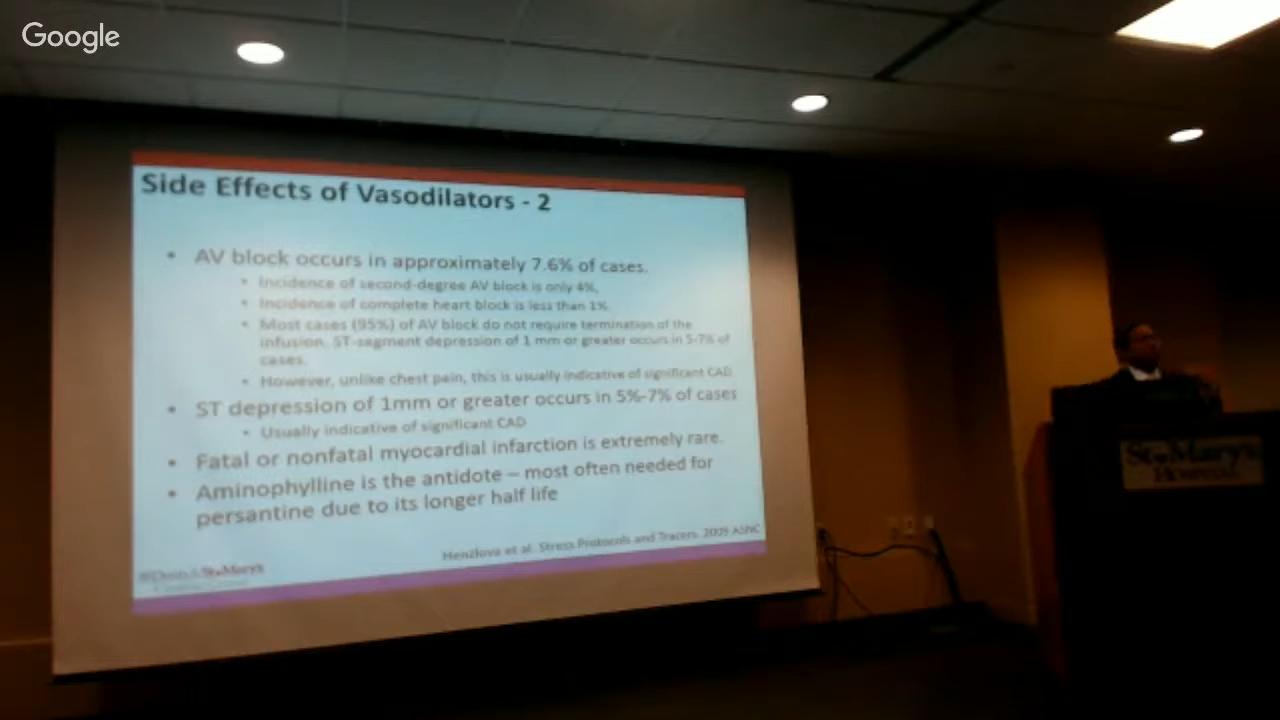 Google
Side Effects of Vasodilators - 2
• AV block occurs in approximately 7.6% of cases.
• Incidence of second-degree AV block is only 4%,
• Incidence of complete heart block is less than 1%
• Most cases (95%) of AV block do not require termination of the
infusion. ST-segment depression of 1 mm or greater occurs in 5-7% of
cases.
• However, unlike chest pain, this is usually indicative of significant CAD
• ST depression of 1mm or greater occurs in 5%-7% of cases
• Usually indicative of significant CAD
• Fatal or nonfatal myocardial infarction is extremely rare.
• Aminophylline is the antidote – most often needed for
persantine due to its longer half life
Henzlova et al. Stress Protocols and Tracers. 2009 ASNC
St. Mary's
St. Mary's
Hospital